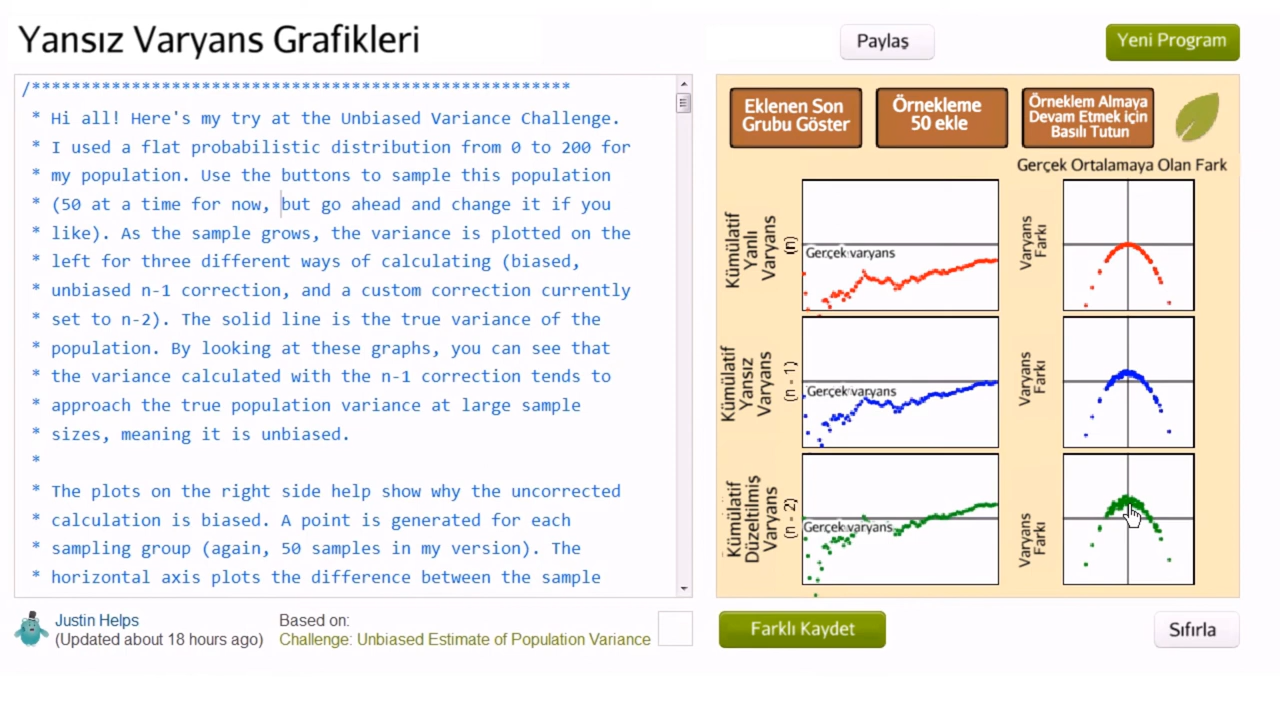 Yansız Varyans Grafikleri
Paylaş
Yeni Program
/******************************************************
* Hi all! Here's my try at the Unbiased Variance Challenge.
* I used a flat probabilistic distribution from 0 to 200 for
* my population. Use the buttons to sample this population
* (50 at a time for now, but go ahead and change it if you
* like). As the sample grows, the variance is plotted on the
* left for three different ways of calculating (biased,
* unbiased n-1 correction, and a custom correction currently
* set to n-2). The solid line is the true variance of the
* population. By looking at these graphs, you can see that
* the variance calculated with the n-1 correction tends to
* approach the true population variance at large sample
* sizes, meaning it is unbiased.
*
* The plots on the right side help show why the uncorrected
* calculation is biased. A point is generated for each
* sampling group (again, 50 samples in my version). The
* horizontal axis plots the difference between the sample
Eklenen Son
Grubu Göster
Örnekleme
50 ekle
Örneklem Almaya
Devam Etmek için
Basılı Tutun
Gerçek Ortalamaya Olan Fark
Kümülatif
Yanlı
Varyans
(n)
Gerçek varyans
Varyans
Farkı
Kümülatif
Yansız
Varyans
(n - 1)
Gerçek varyans
Varyans
Farkı
Kümülatif
Düzeltilmiş
Varyans
(n - 2)
Gerçek varyans
Varyans
Farkı
Justin Helps
(Updated about 18 hours ago)
Based on:
Challenge: Unbiased Estimate of Population Variance
Farklı Kaydet
Sıfırla